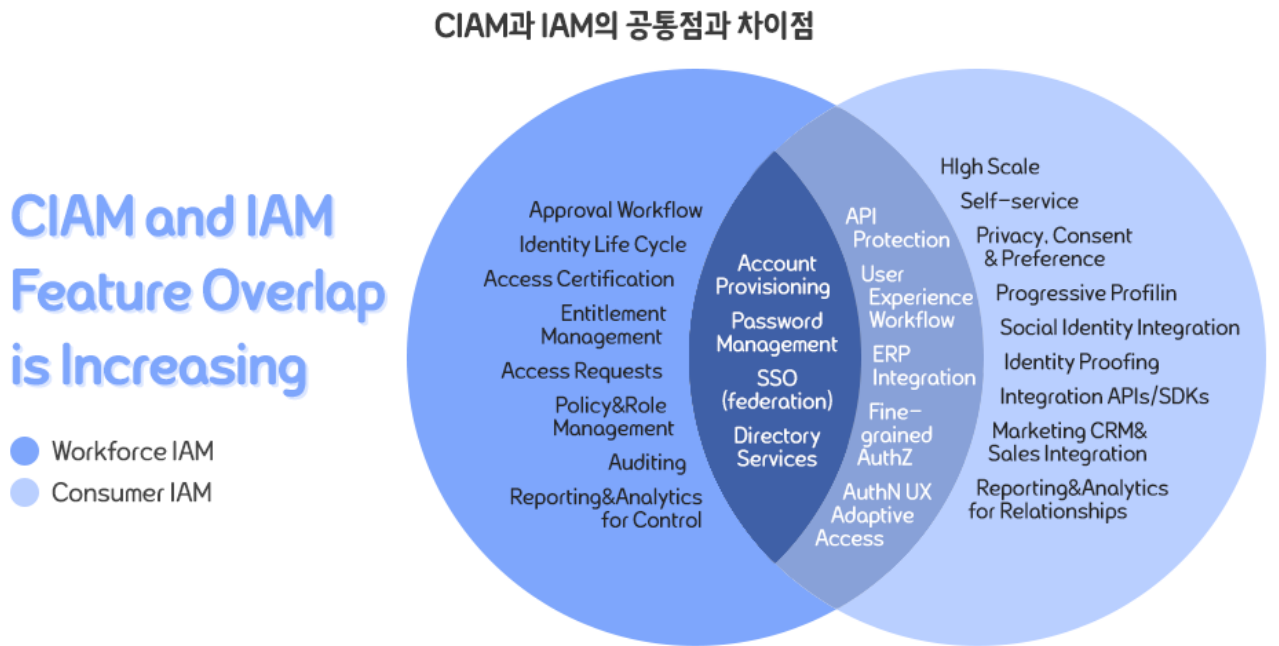 CIAM과 IAM의 공통점과 차이점
CIAM and IAM
Feature Overlap
is Increasing
Workforce IAM
Consumer IAM
Approval Workflow
Identity Life Cycle
Access Certification
Entitlement
Management
Access Requests
Policy&Role
Management
Auditing
Reporting&Analytics
for Control
Account
Provisioning
Password
Management
SSO
(federation)
Directory
Services
API
Protection
User
Experience
Workflow
ERP
Integration
Fine-
grained
AuthZ
AuthN UX
Adaptive
Access
HIgh Scale
Self-service
Privacy, Consent
& Preference
Progressive Profilin
Social Identity Integration
Identity Proofing
Integration APIs/SDKs
Marketing CRM&
Sales Integration
Reporting&Analytics
for Relationships